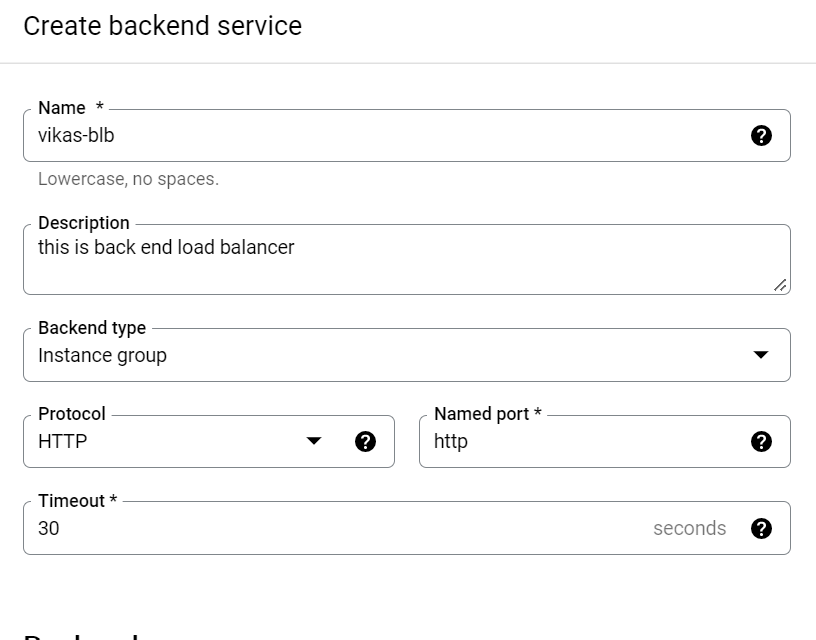 Create backend service
Name *
vikas-blb
Lowercase, no spaces.
Description
this is back end load balancer
Backend type
Instance group
Protocol
HTTP
Named port *
http
Timeout *
30 seconds